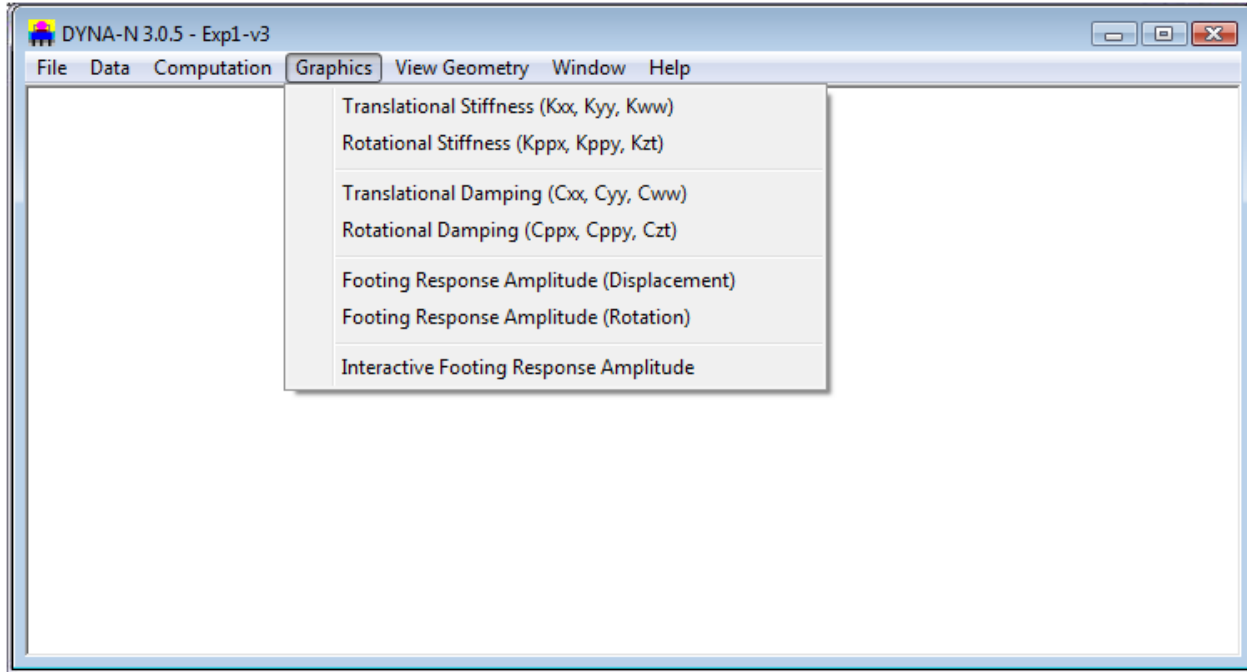 DYNA-N 3.0.5 - Exp1-v3
File Data Computation Graphics View Geometry Window Help
Translational Stiffness (Kxx, Kyy, Kww)
Rotational Stiffness (Kppx, Kppy, Kzt)
Translational Damping (Cxx, Cyy, Cww)
Rotational Damping (Cppx, Cppy, Czt)
Footing Response Amplitude (Displacement)
Footing Response Amplitude (Rotation)
Interactive Footing Response Amplitude